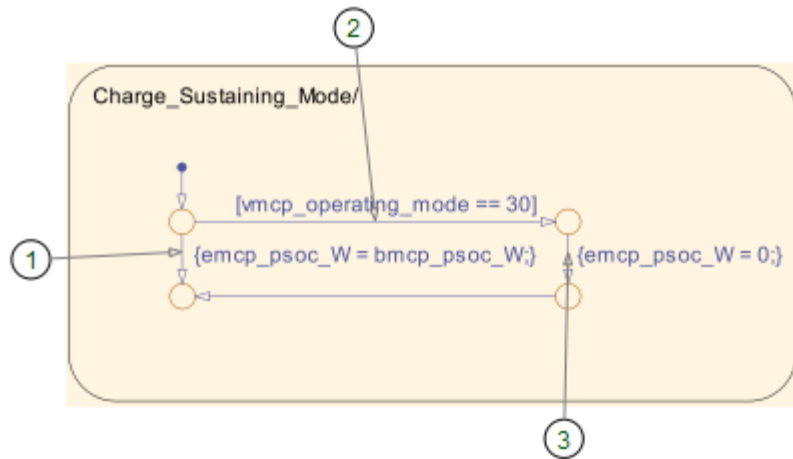 2
Charge_Sustaining_Mode/
[vmcp_operating_mode == 30]
1
{emcp_psoc_W = bmcp_psoc_W;}
{emcp_psoc_W = 0;}
3